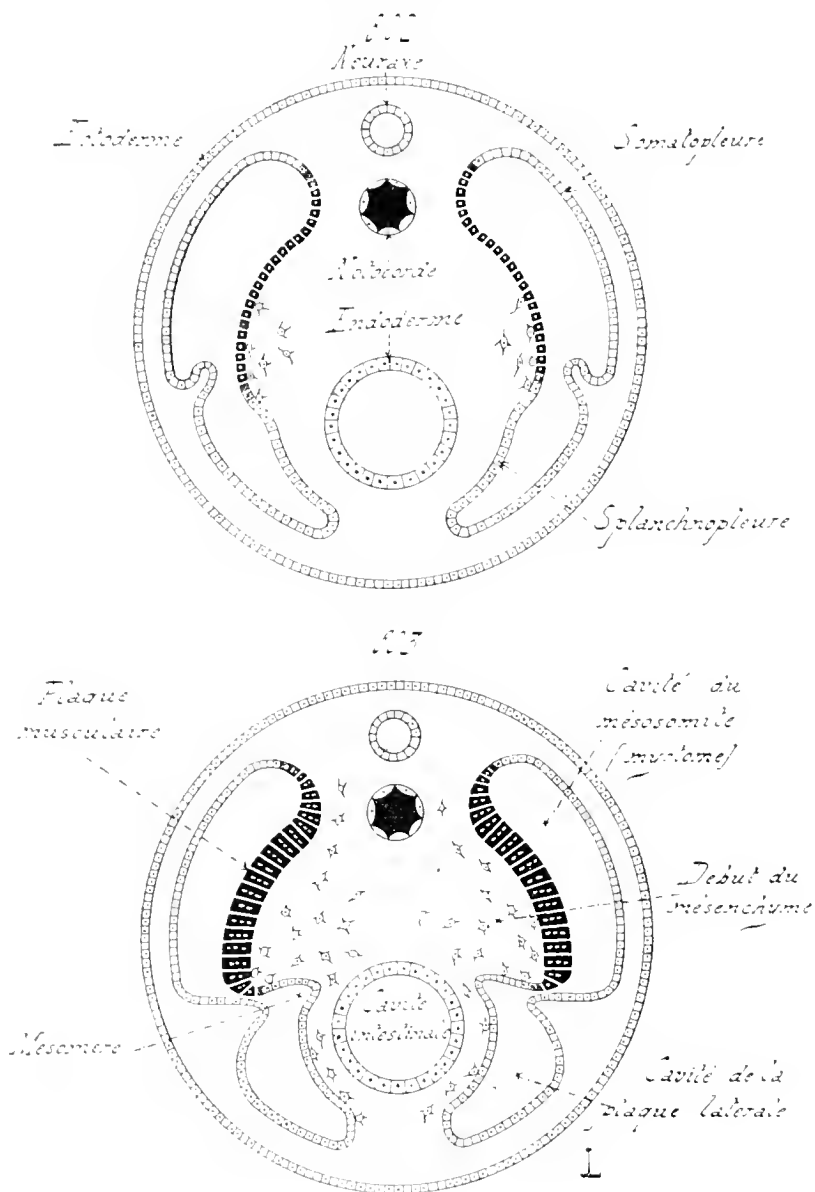 Neuraxe
Ectoderme
Somatopleure
Notocorde
Endoderme
Splanchnopleure
Plaque
musculaire
Cavité du
mésosomite
(myotome)
Début du
mésenchyme
Cavité
intestinale
Mésomère
Cavité de la
plaque latérale